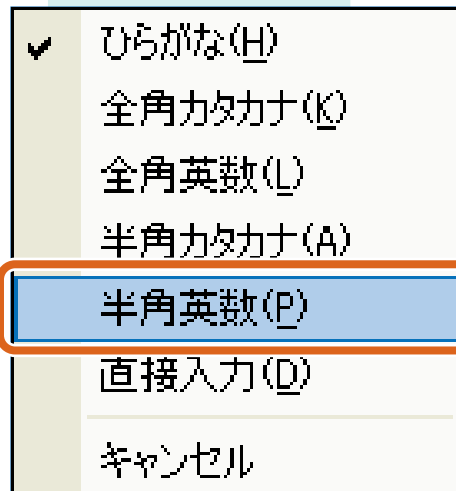 ひらがな(H)
全角カタカナ(K)
全角英数(L)
半角カタカナ(A)
半角英数(P)
直接入力(D)
キャンセル